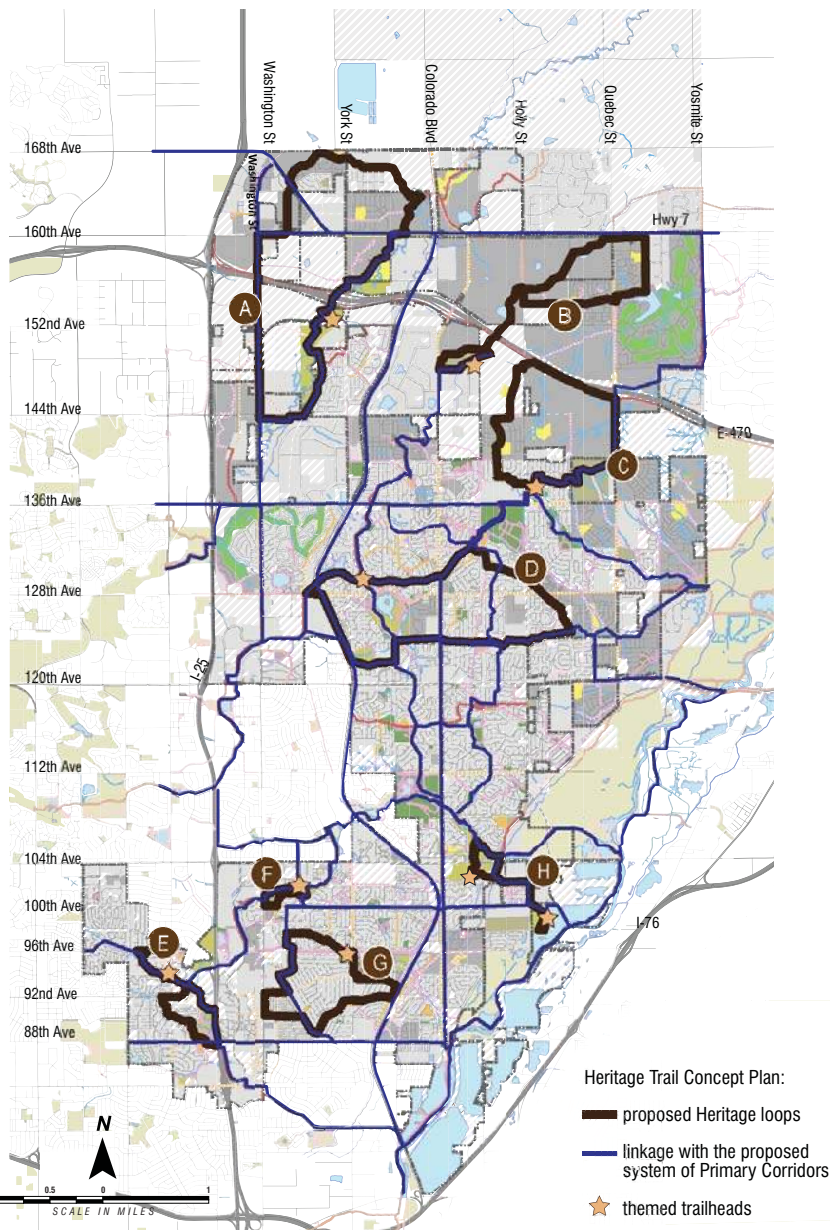 Washington St
York St
Colorado Blvd
Holly St
Quebec St
Yosmite St
168th Ave
Washington St
Hwy 7
160th Ave
A
B
152nd Ave
144th Ave
E-470
C
136th Ave
D
128th Ave
I-25
120th Ave
112th Ave
104th Ave
F
H
100th Ave
I-76
E
96th Ave
G
92nd Ave
88th Ave
Heritage Trail Concept Plan:
proposed Heritage loops
linkage with the proposed
system of Primary Corridors
themed trailheads
N
0.5 0 1
SCALE IN MILES